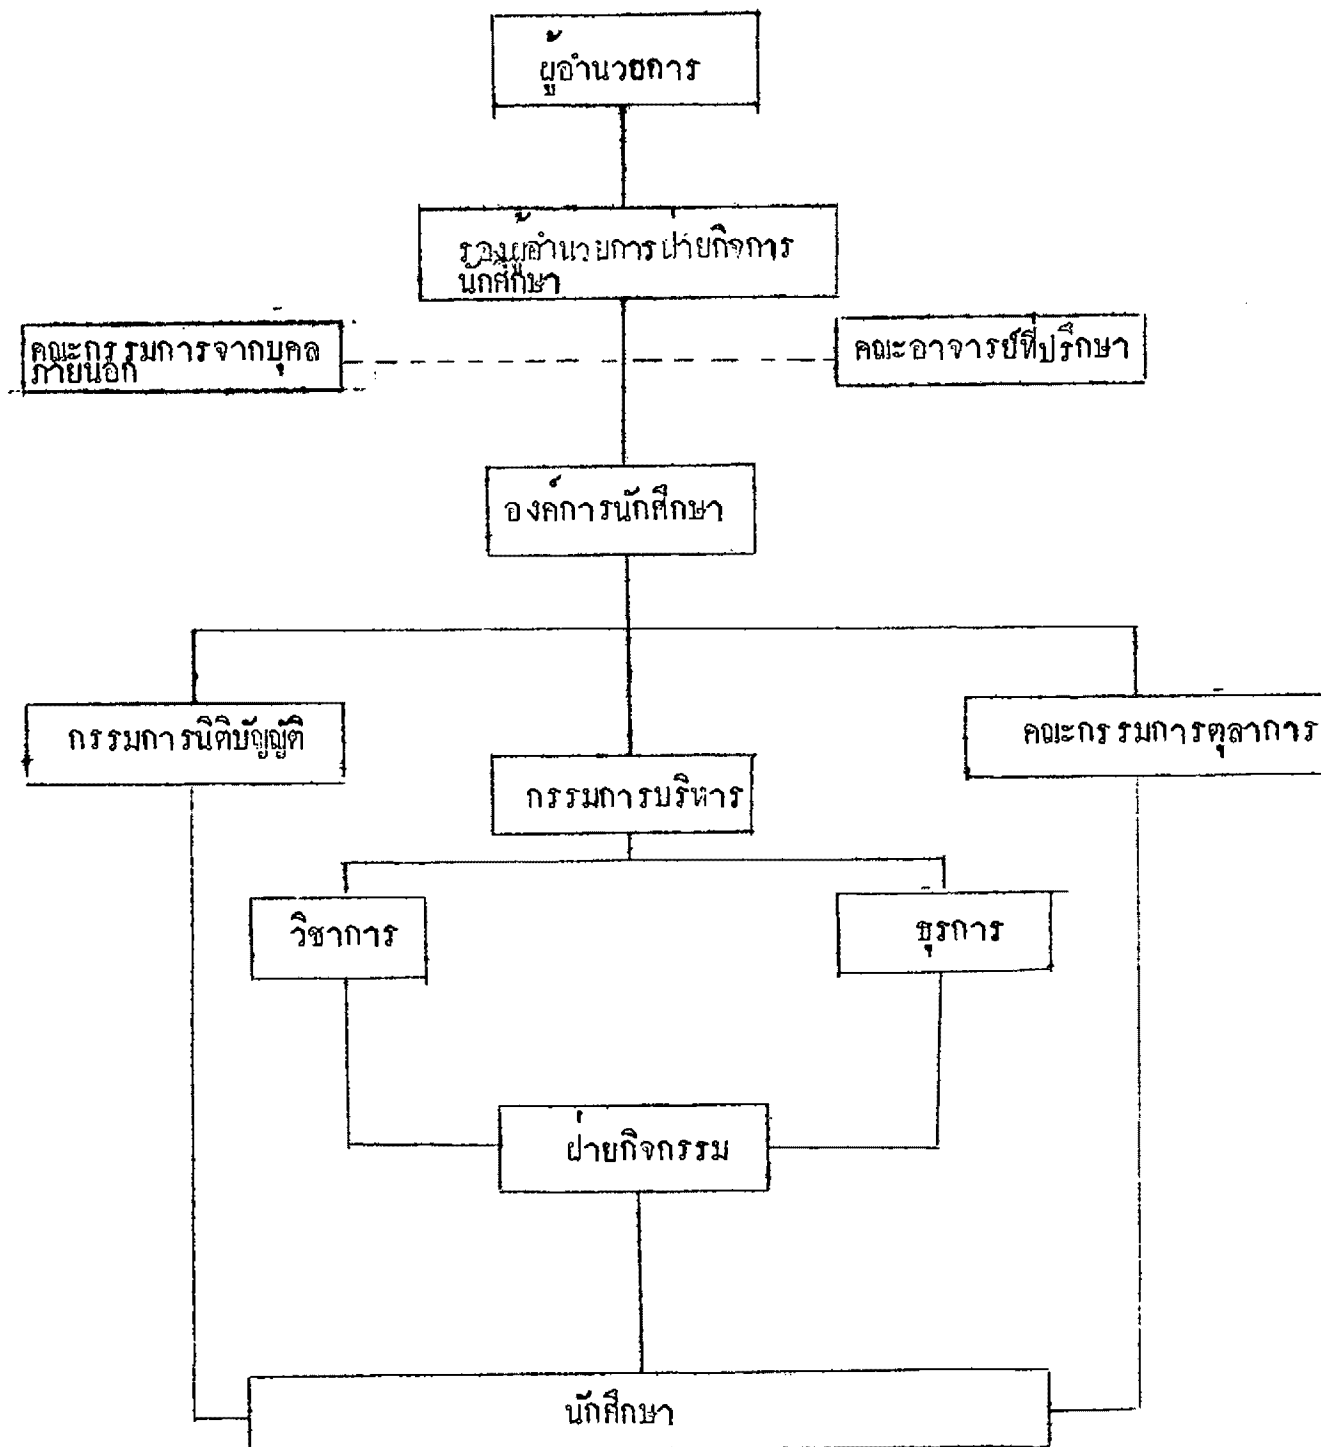 ผู้อำนวยการ
รองผู้อำนวยการฝ่ายกิจการ
นักศึกษา
คณะกรรมการจากบุคล
ภายนอก
คณะอาจารย์ที่ปรึกษา
องค์การนักศึกษา
กรรมการนิติบัญญัติ
คณะกรรมการตุลาการ
กรรมการบริหาร
วิชาการ
ธุรการ
ฝ่ายกิจกรรม
นักศึกษา